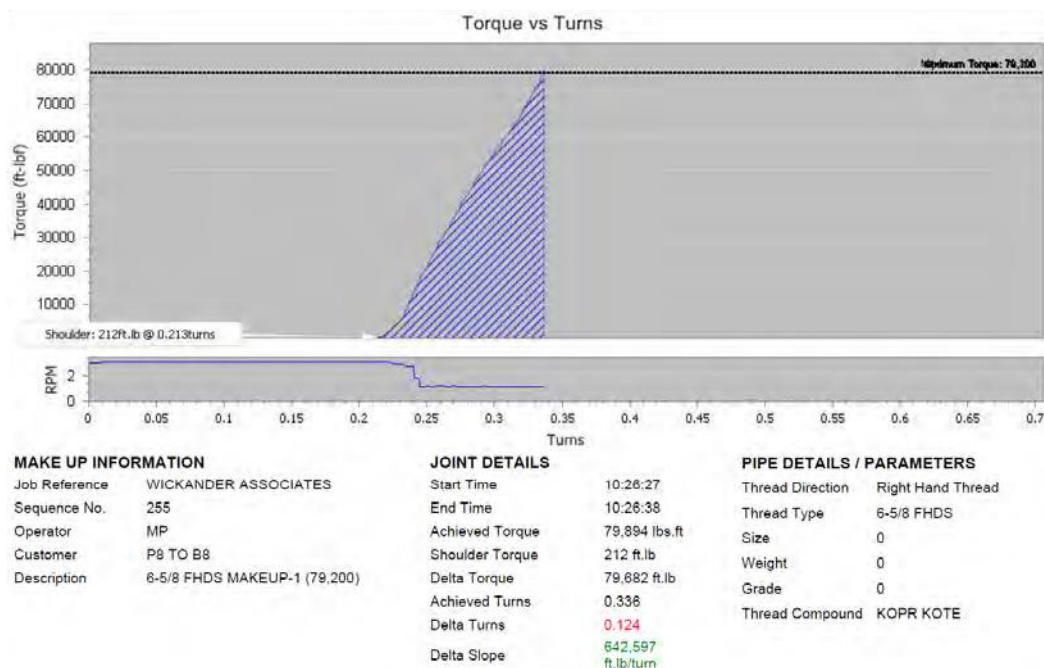 Torque vs Turns
Maximum Torque: 79,200
80000
70000
60000
50000
40000
30000
20000
10000
Torque (ft-lbf)
Shoulder: 212ft.lb @ 0.213turns
RPM
2
0
0 0.05 0.1 0.15 0.2 0.25 0.3 0.35 0.4 0.45 0.5 0.55 0.6 0.65 0.7
Turns
MAKE UP INFORMATION
Job Reference WICKANDER ASSOCIATES
Sequence No. 255
Operator MP
Customer P8 TO B8
Description 6-5/8 FHDS MAKEUP-1 (79,200)
JOINT DETAILS
Start Time 10:26:27
End Time 10:26:38
Achieved Torque 79,894 lbs.ft
Shoulder Torque 212 ft.lb
Delta Torque 79,682 ft.lb
Achieved Turns 0.336
Delta Turns 0.124
Delta Slope 642,597
ft.lb/turn
PIPE DETAILS / PARAMETERS
Thread Direction Right Hand Thread
Thread Type 6-5/8 FHDS
Size 0
Weight 0
Grade 0
Thread Compound KOPR KOTE